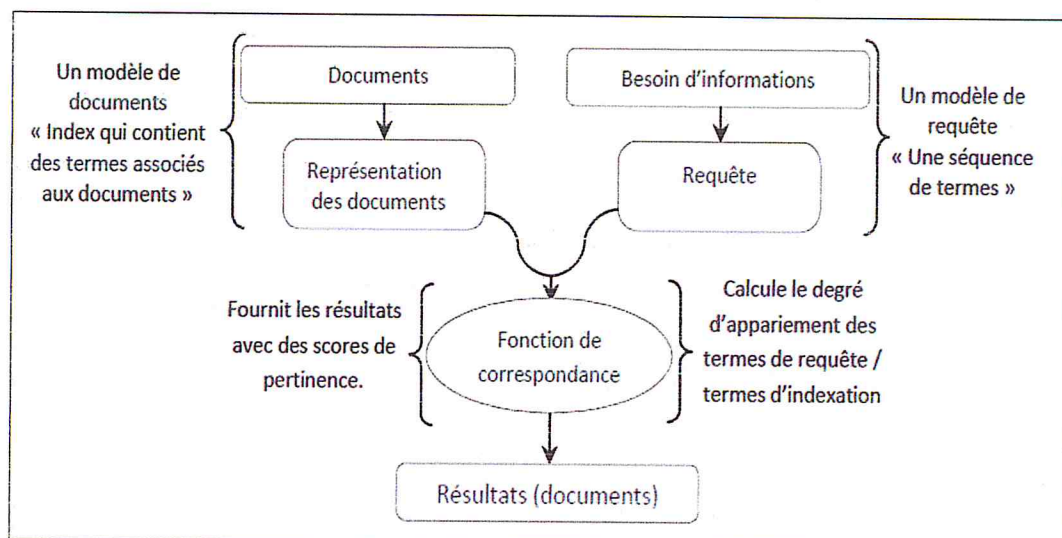 Un modèle de
documents
« Index qui contient
des termes associés
aux documents »
Documents
Représentation
des documents
Besoin d'informations
Requête
Un modèle de
requête
« Une séquence
de termes »
Fournit les résultats
avec des scores de
pertinence.
Fonction de
correspondance
Calcule le degré
d'appariement des
termes de requête /
termes d'indexation
Résultats (documents)